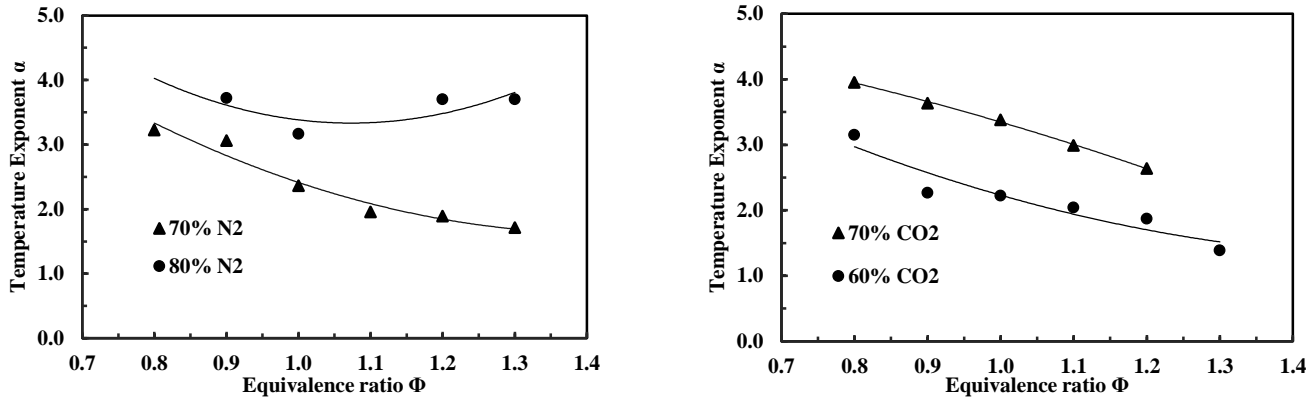 Temperature Exponent α
5.0
4.0
3.0
2.0
1.0
0.0
70% N2
80% N2
0.7 0.8 0.9 1.0 1.1 1.2 1.3 1.4
Equivalence ratio Φ
Temperature Exponent α
5.0
4.0
3.0
2.0
1.0
0.0
70% CO2
60% CO2
0.7 0.8 0.9 1.0 1.1 1.2 1.3 1.4
Equivalence ratio Φ